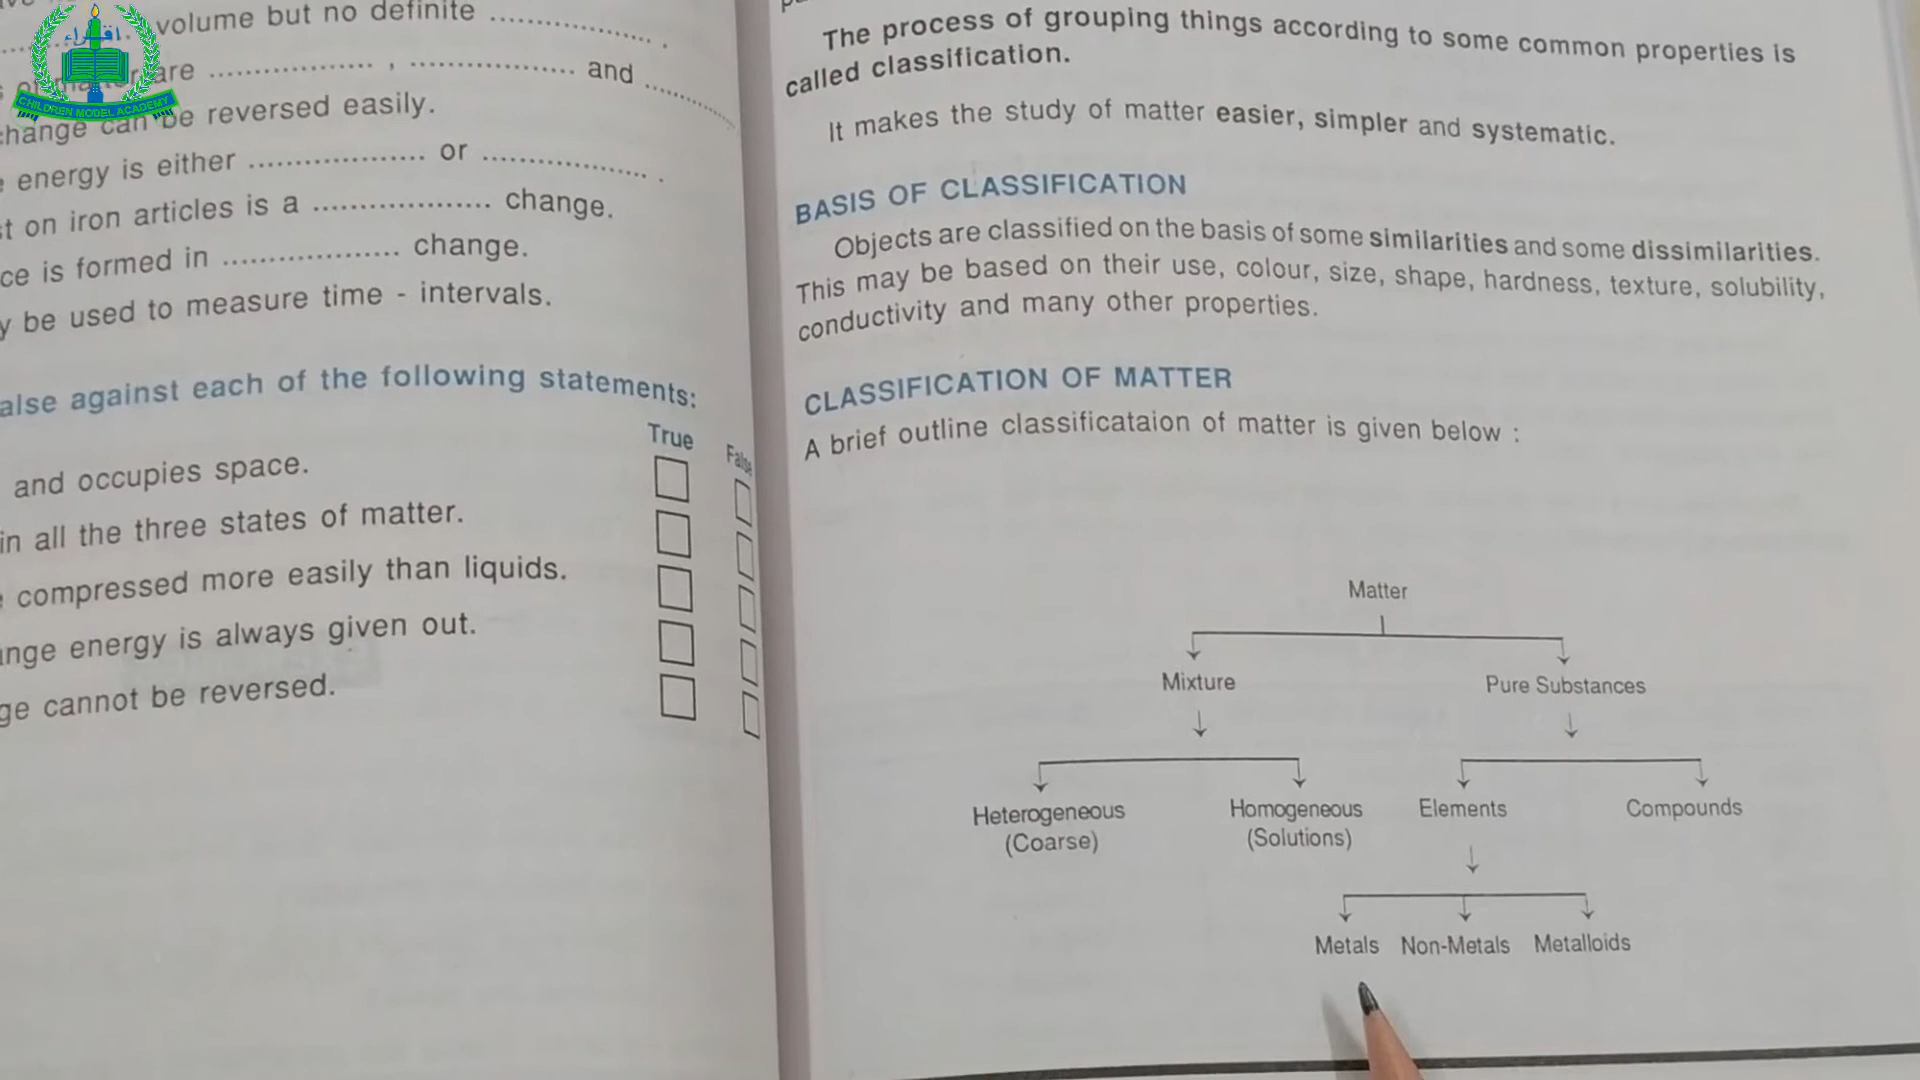 اقراء
CHILDREN MODEL ACADEMY
volume but no definite .................... .
are .................. , .................. and ..............
change can be reversed easily.
energy is either .................... or .................... .
on iron articles is a .................... change.
ce is formed in .................... change.
y be used to measure time - intervals.
alse against each of the following statements:
True False
and occupies space.
in all the three states of matter.
compressed more easily than liquids.
nge energy is always given out.
ge cannot be reversed.
The process of grouping things according to some common properties is
called classification.
It makes the study of matter easier, simpler and systematic.
BASIS OF CLASSIFICATION
Objects are classified on the basis of some similarities and some dissimilarities.
This may be based on their use, colour, size, shape, hardness, texture, solubility,
conductivity and many other properties.
CLASSIFICATION OF MATTER
A brief outline classificataion of matter is given below :
Matter
Mixture Pure Substances
Heterogeneous Homogeneous Elements Compounds
(Coarse) (Solutions)
Metals Non-Metals Metalloids